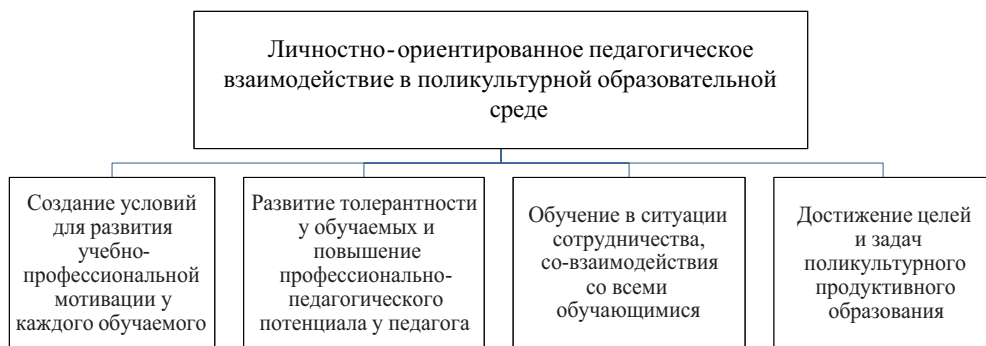 Личностно-ориентированное педагогическое
взаимодействие в поликультурной образовательной
среде
Создание условий
для развития
учебно-
профессиональной
мотивации у
каждого обучаемого
Развитие толерантности
у обучаемых и
повышение
профессионально-
педагогического
потенциала у педагога
Обучение в ситуации
сотрудничества,
со-взаимодействия
со всеми
обучающимися
Достижение целей
и задач
поликультурного
продуктивного
образования